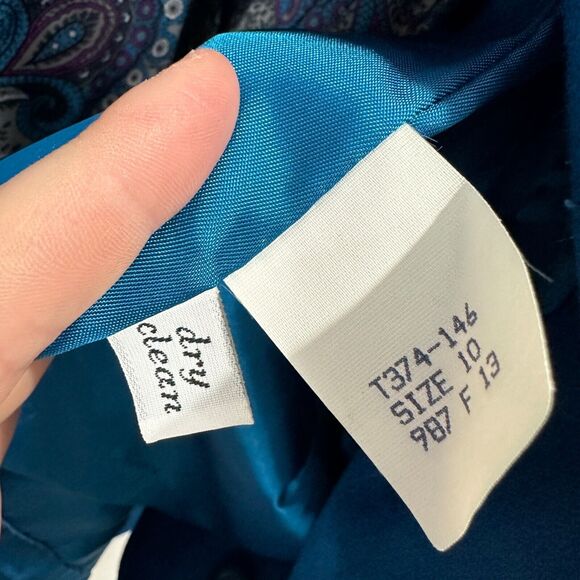 dry
clean
T374-146
SIZE 10
987 F 13